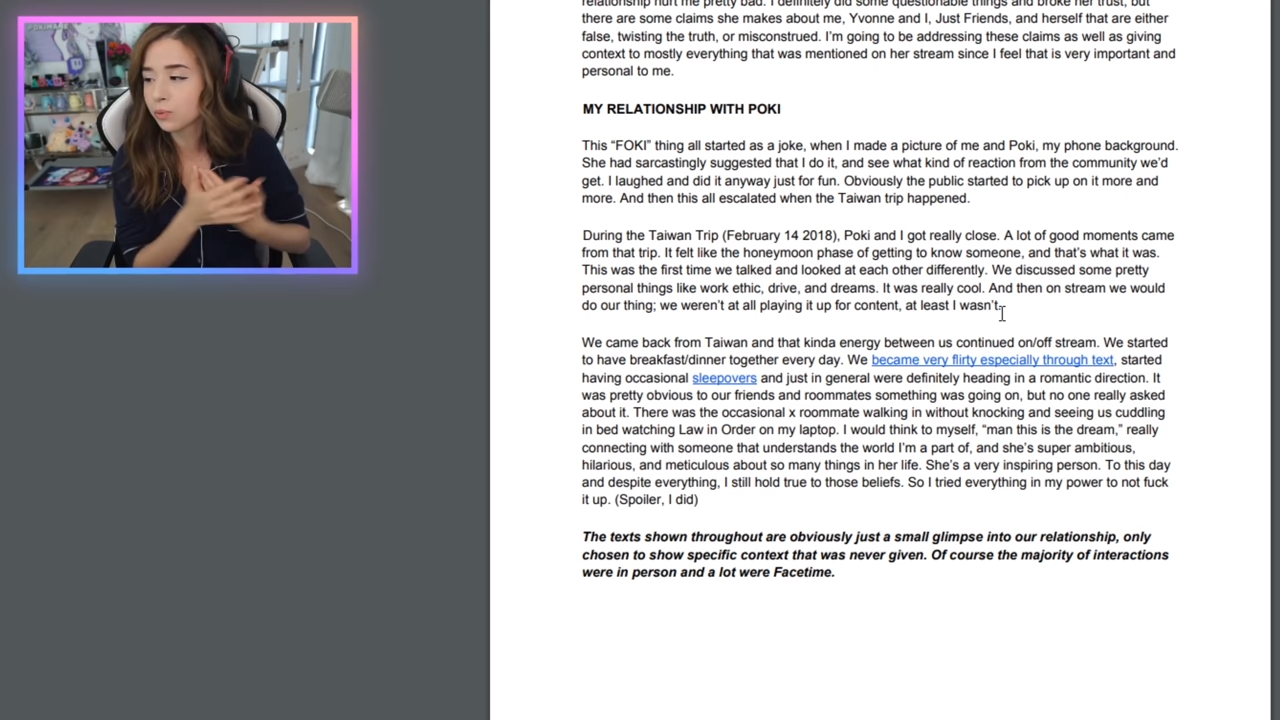 POKIMANE
relationship hurt me pretty bad. I definitely did some questionable things and broke her trust, but
there are some claims she makes about me, Yvonne and I, Just Friends, and herself that are either
false, twisting the truth, or misconstrued. I'm going to be addressing these claims as well as giving
context to mostly everything that was mentioned on her stream since I feel that is very important and
personal to me.
MY RELATIONSHIP WITH POKI
This “FOKI” thing all started as a joke, when I made a picture of me and Poki, my phone background.
She had sarcastingly suggested that I do it, and see what kind of reaction from the community we'd
get. I laughed and did it anyway just for fun. Obviously the public started to pick up on it more and
more. And then this all escalated when the Taiwan trip happened.
During the Taiwan Trip (February 14 2018), Poki and I got really close. A lot of good moments came
from that trip. It felt like the honeymoon phase of getting to know someone, and that's what it was.
This was the first time we talked and looked at each other differently. We discussed some pretty
personal things like work ethic, drive, and dreams. It was really cool. And then on stream we would
do our thing; we weren't at all playing it up for content, at least I wasn't.
We came back from Taiwan and that kinda energy between us continued on/off stream. We started
to have breakfast/dinner together every day. We became very flirty especially through text, started
having occasional sleepovers and just in general were definitely heading in a romantic direction. It
was pretty obvious to our friends and roommates something was going on, but no one really asked
about it. There was the occasional x roommate walking in without knocking and seeing us cuddling
in bed watching Law in Order on my laptop. I would think to myself, “man this is the dream,” really
connecting with someone that understands the world I'm a part of, and she's super ambitious,
hilarious, and meticulous about so many things in her life. She's a very inspiring person. To this day
and despite everything, I still hold true to those beliefs. So I tried everything in my power to not fuck
it up. (Spoiler, I did)
The texts shown throughout are obviously just a small glimpse into our relationship, only
chosen to show specific context that was never given. Of course the majority of interactions
were in person and a lot were Facetime.